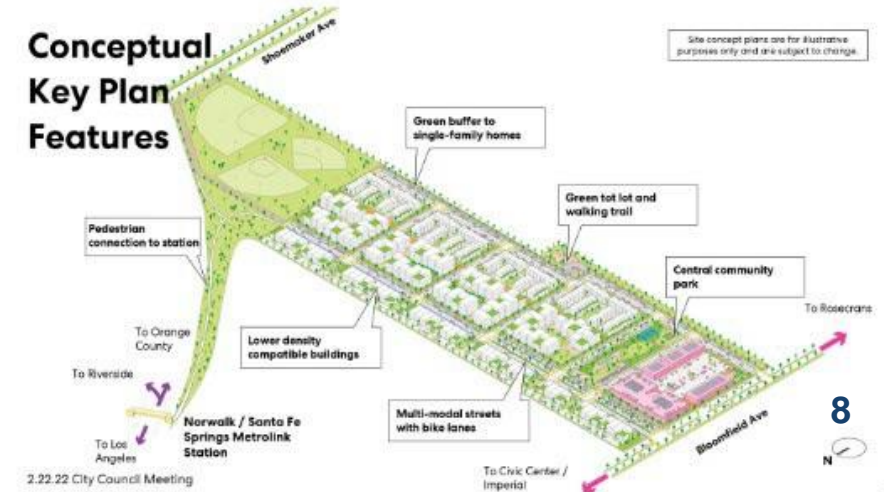 Conceptual
Key Plan
Features
Shoemaker Ave
Site concept plans are for illustrative
purposes only and are subject to change.
Green buffer to
single-family homes
Green tot lot and
walking trail
Pedestrian
connection to station
Central community
park
To Rosecrans
To Orange
County
Lower density
compatible buildings
To Riverside
Multi-modal streets
with bike lanes
Norwalk / Santa Fe
Springs Metrolink
Station
To Los
Angeles
Bloomfield Ave
8
N
To Civic Center /
Imperial
2.22.22 City Council Meeting